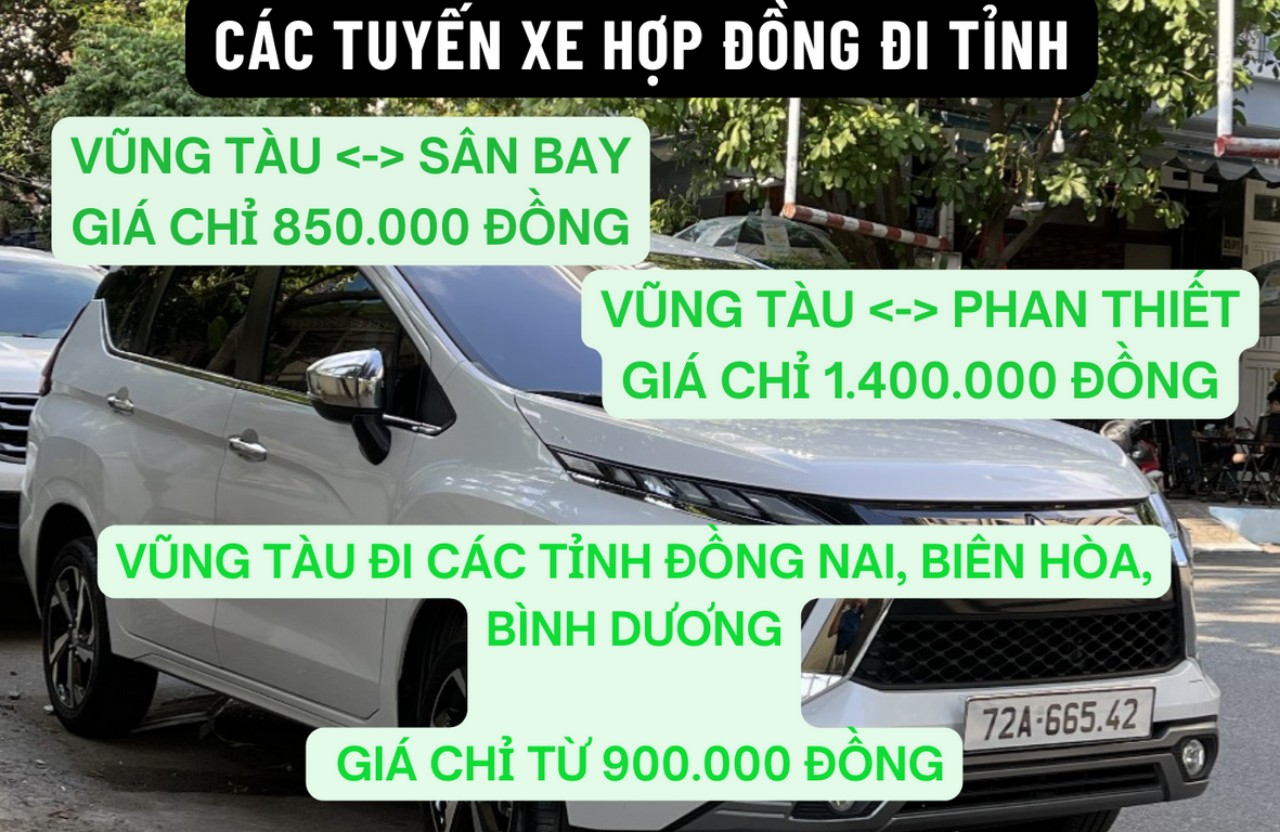 CÁC TUYẾN XE HỢP ĐỒNG ĐI TỈNH
VŨNG TÀU <-> SÂN BAY
GIÁ CHỈ 850.000 ĐỒNG
VŨNG TÀU <-> PHAN THIẾT
GIÁ CHỈ 1.400.000 ĐỒNG
VŨNG TÀU ĐI CÁC TỈNH ĐỒNG NAI, BIÊN HÒA,
BÌNH DƯƠNG
GIÁ CHỈ TỪ 900.000 ĐỒNG
72A-665.42